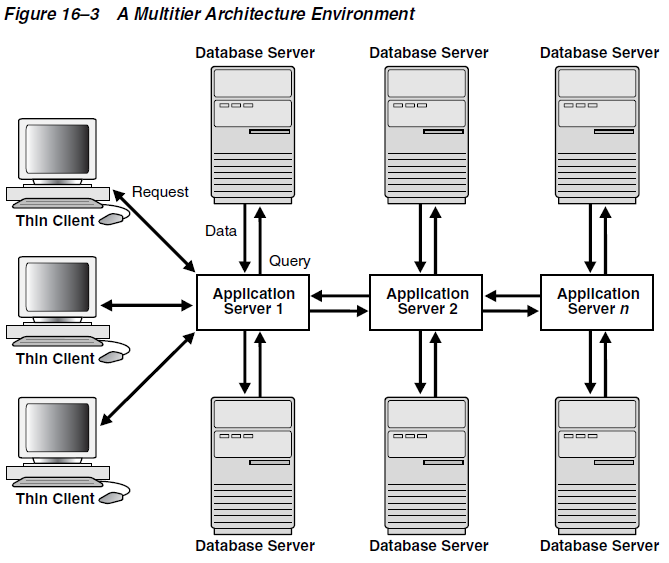 Figure 16–3 A Multitier Architecture Environment
Database Server
Database Server
Database Server
Request
Thin Client
Data
Query
Application
Server 1
Application
Server 2
Application
Server n
Thin Client
Thin Client
Database Server
Database Server
Database Server